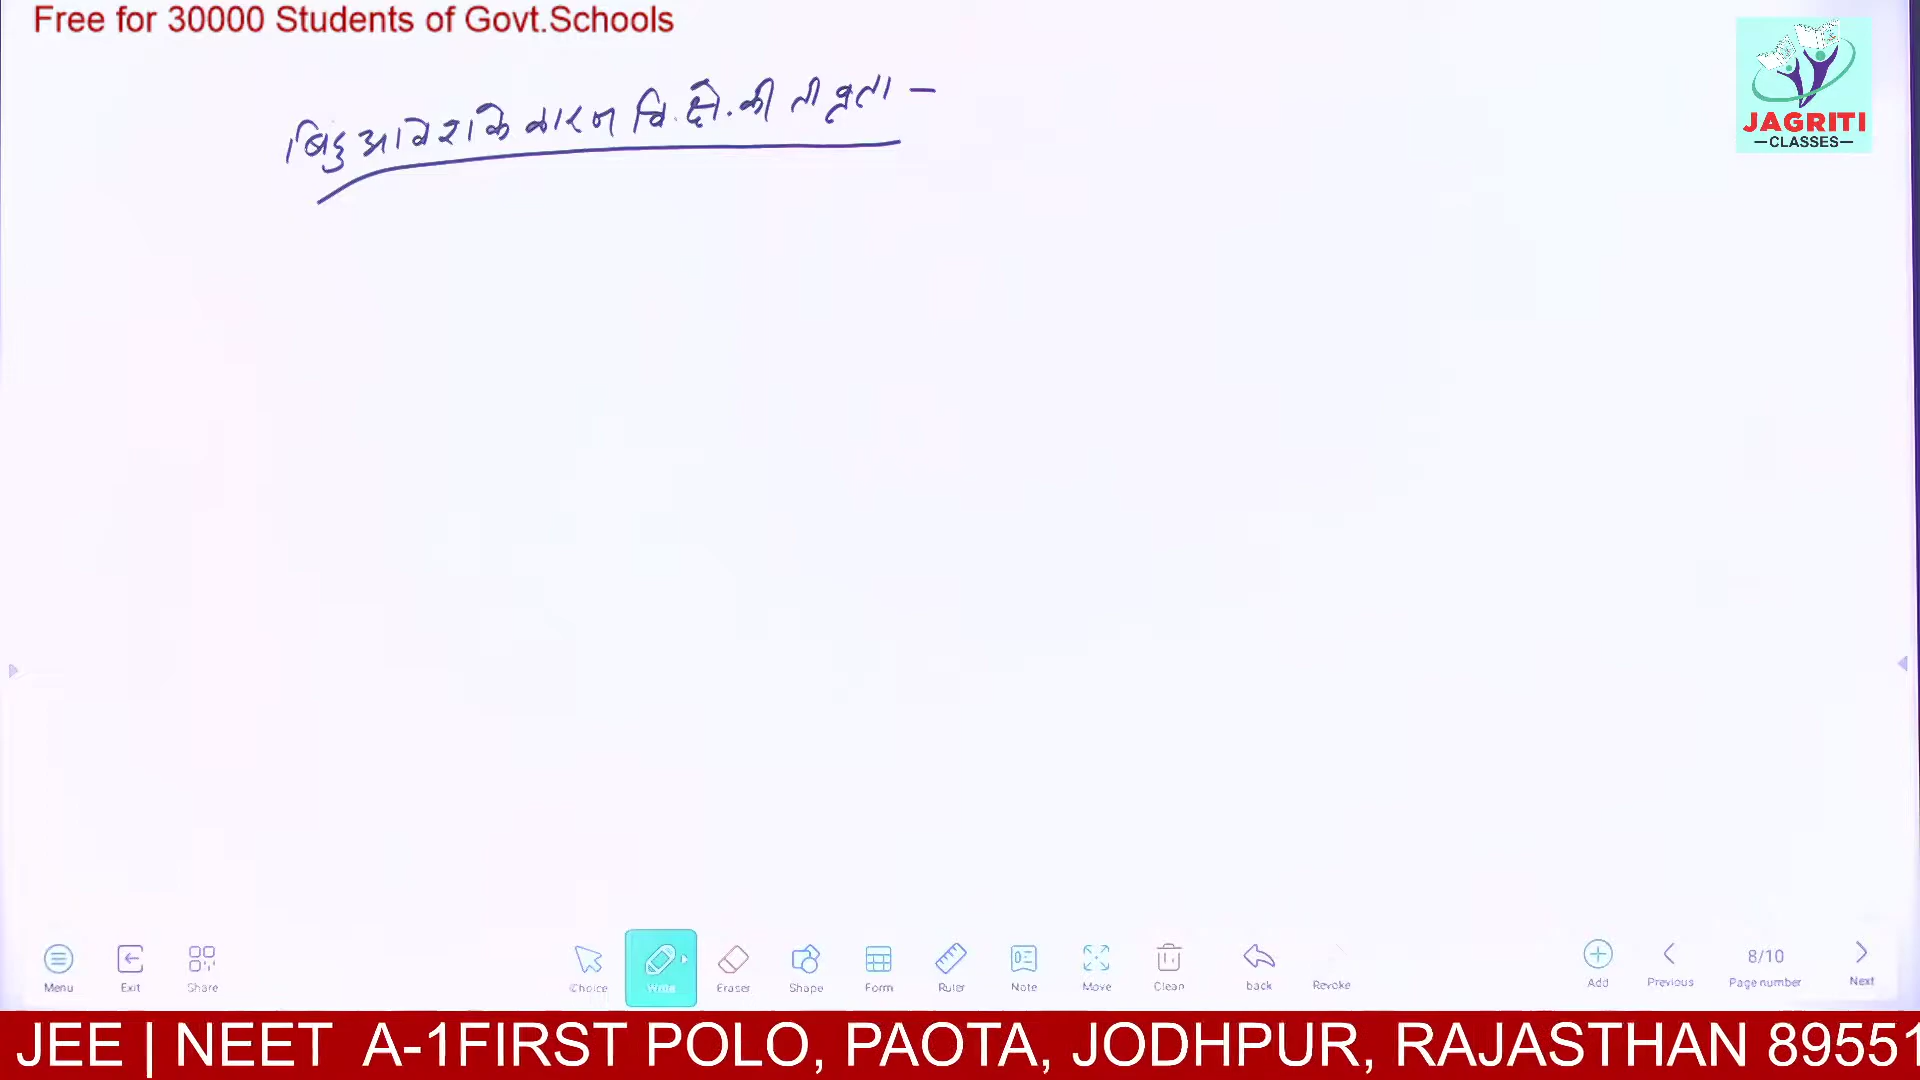 Free for 30000 Students of Govt.Schools
बिंदु आवेश के कारण वि. क्षे. की तीव्रता -
JAGRITI
CLASSES
Menu Exit Share Choice Write Eraser Shape Form Ruler Note Move Clean back Revoke Add Previous 8/10 Page number Next
JEE | NEET A-1FIRST POLO, PAOTA, JODHPUR, RAJASTHAN 89551